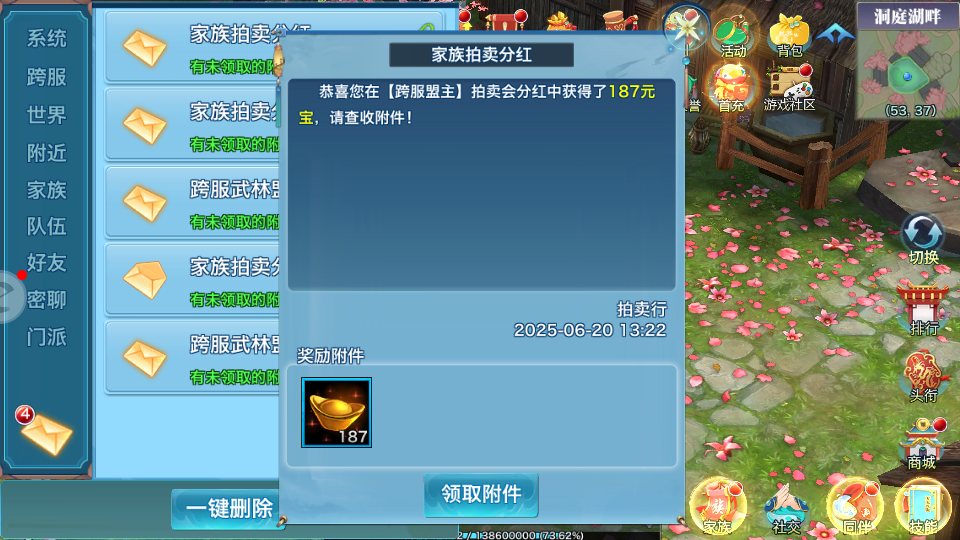 系统
跨服
世界
附近
家族
队伍
好友
密聊
门派
4
家族拍卖分红
有未领取的附
家族拍卖分
有未领取的附
跨服武林盟
有未领取的附
家族拍卖分
有未领取的附
跨服武林盟
有未领取的附
一键删除
家族拍卖分红
恭喜您在【跨服盟主】拍卖会分红中获得了187元
宝，请查收附件！
拍卖行
2025-06-20 13:22
奖励附件
187
领取附件
138600000 (73.62%)
活动
背包
誉
首充
游戏社区
洞庭湖畔
(53, 37)
切换
排行
头衔
商城
家族
社交
同伴
技能